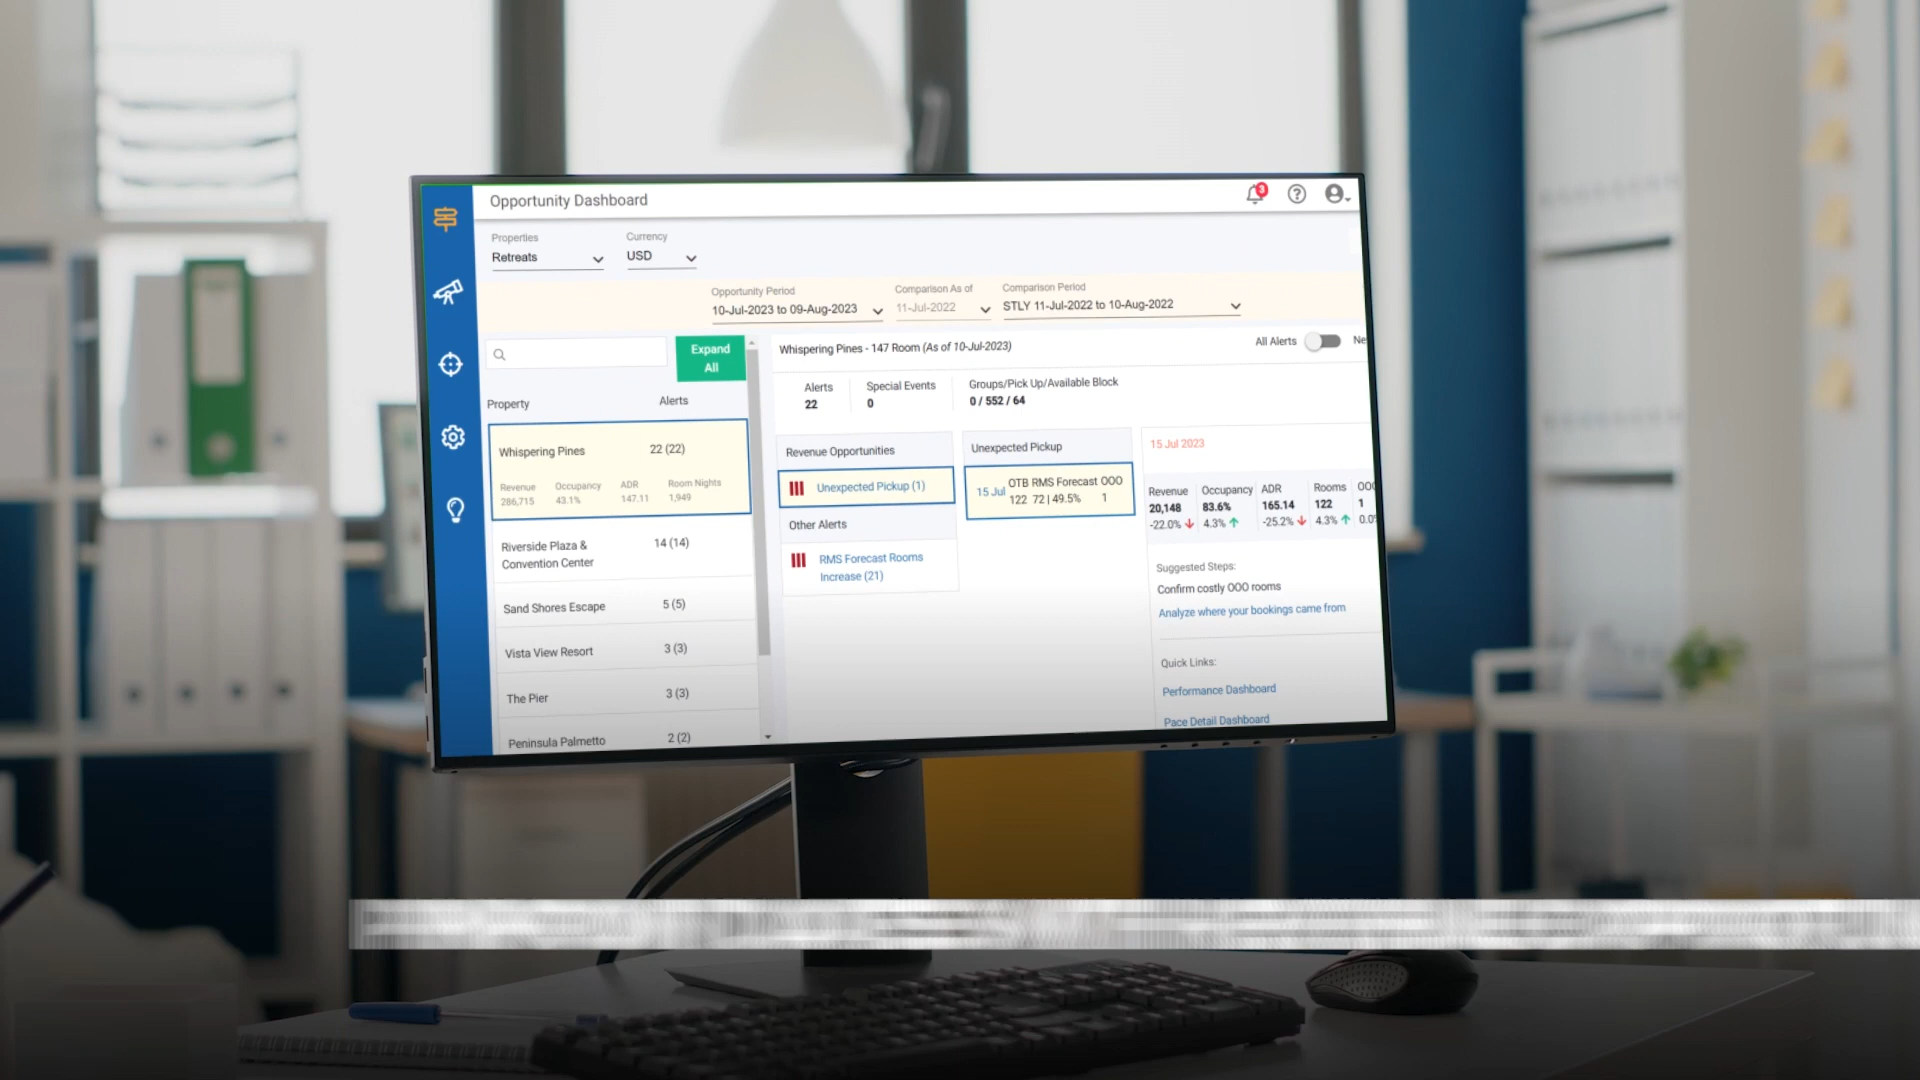 Opportunity Dashboard
3
Properties
Currency
Retreats
USD
Opportunity Period
Comparison As of
Comparison Period
10-Jul-2023 to 09-Aug-2023
11-Jul-2022
STLY 11-Jul-2022 to 10-Aug-2022
Expand
All
Whispering Pines - 147 Room (As of 10-Jul-2023)
All Alerts
Ne
Alerts
Special Events
Groups/Pick Up/Available Block
22
0
0 / 552 / 64
Property
Alerts
Whispering Pines
22 (22)
Revenue
Occupancy
ADR
Room Nights
286,715
43.1%
147.11
1,949
Riverside Plaza &
Convention Center
14 (14)
Sand Shores Escape
5 (5)
Vista View Resort
3 (3)
The Pier
3 (3)
Peninsula Palmetto
2 (2)
Revenue Opportunities
Unexpected Pickup (1)
Other Alerts
RMS Forecast Rooms
Increase (21)
Unexpected Pickup
15 Jul
OTB RMS Forecast OOO
122 72 | 49.5% 1
15 Jul 2023
Revenue
Occupancy
ADR
Rooms
OOO
20,148
83.6%
165.14
122
1
-22.0%
4.3%
-25.2%
4.3%
0.0%
Suggested Steps:
Confirm costly OOO rooms
Analyze where your bookings came from
Quick Links:
Performance Dashboard
Pace Detail Dashboard